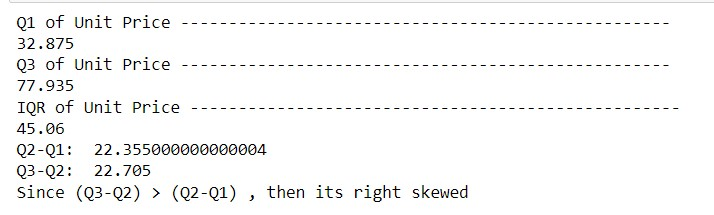 Q1 of Unit Price ---------------------------------------------------
32.875
Q3 of Unit Price ---------------------------------------------------
77.935
IQR of Unit Price ---------------------------------------------------
45.06
Q2-Q1:  22.355000000000004
Q3-Q2:  22.705
Since (Q3-Q2) > (Q2-Q1) , then its right skewed